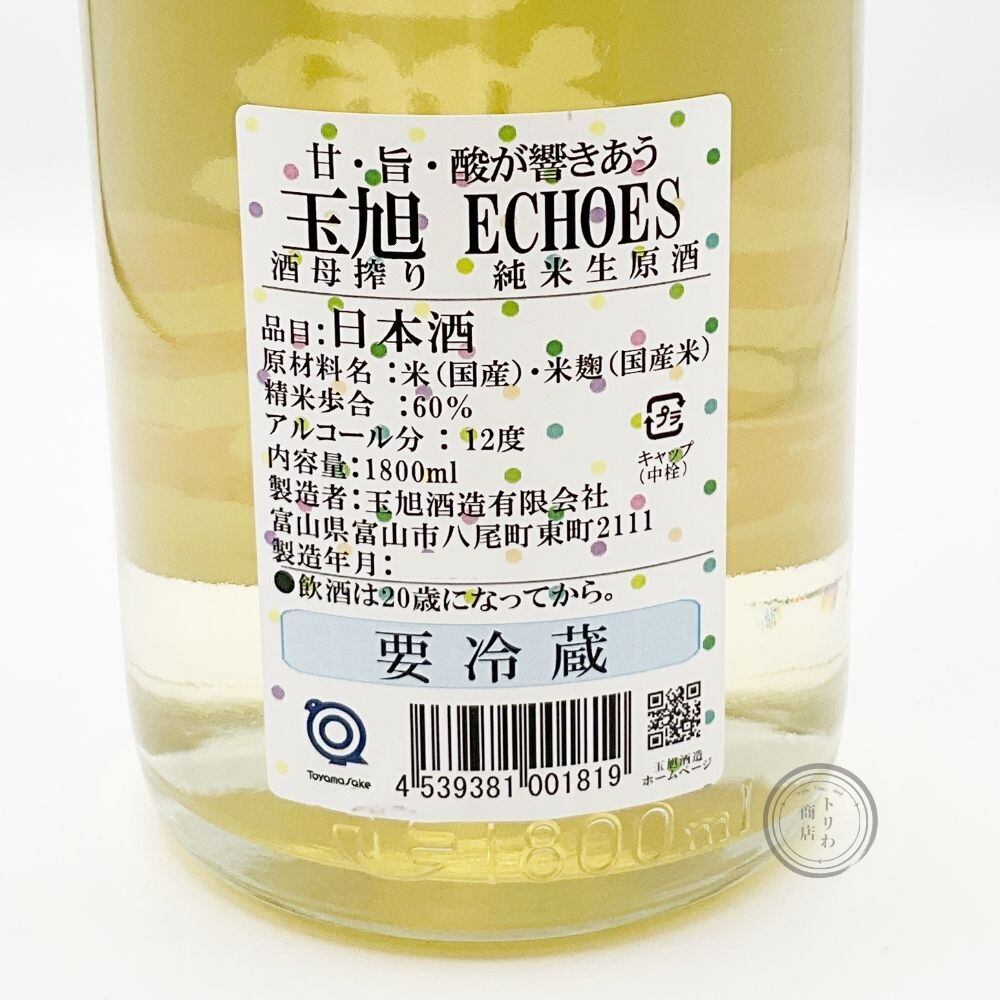 甘・旨・酸が響きあう
玉旭 ECHOES
酒母搾り 純米生原酒
品目:日本酒
原材料名:米(国産)・米麹(国産米)
精米歩合:60%
アルコール分:12度
プラ
キャップ
(中栓)
内容量:1800ml
製造者:玉旭酒造有限会社
富山県富山市八尾町東町2111
製造年月:
●飲酒は20歳になってから。
要冷蔵
Toyama Sake
4 539381 001819
玉旭酒造
ホームページ
1800ml
トリわ
商店